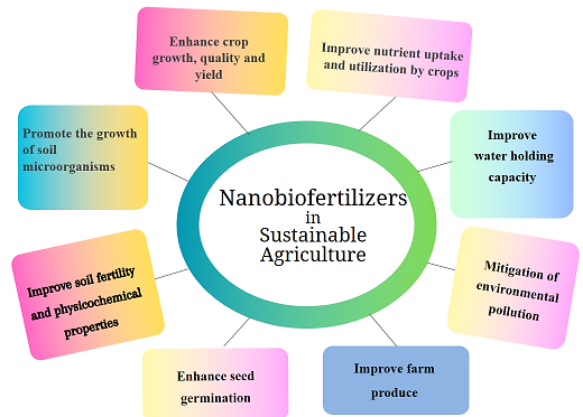 Enhance crop
growth, quality and
yield
Improve nutrient uptake
and utilization by crops
Promote the growth
of soil
microorganisms
Improve
water holding
capacity
Nanobiofertilizers
in
Sustainable
Agriculture
Improve soil fertility
and physicochemical
properties
Mitigation of
environmental
pollution
Enhance seed
germination
Improve farm
produce